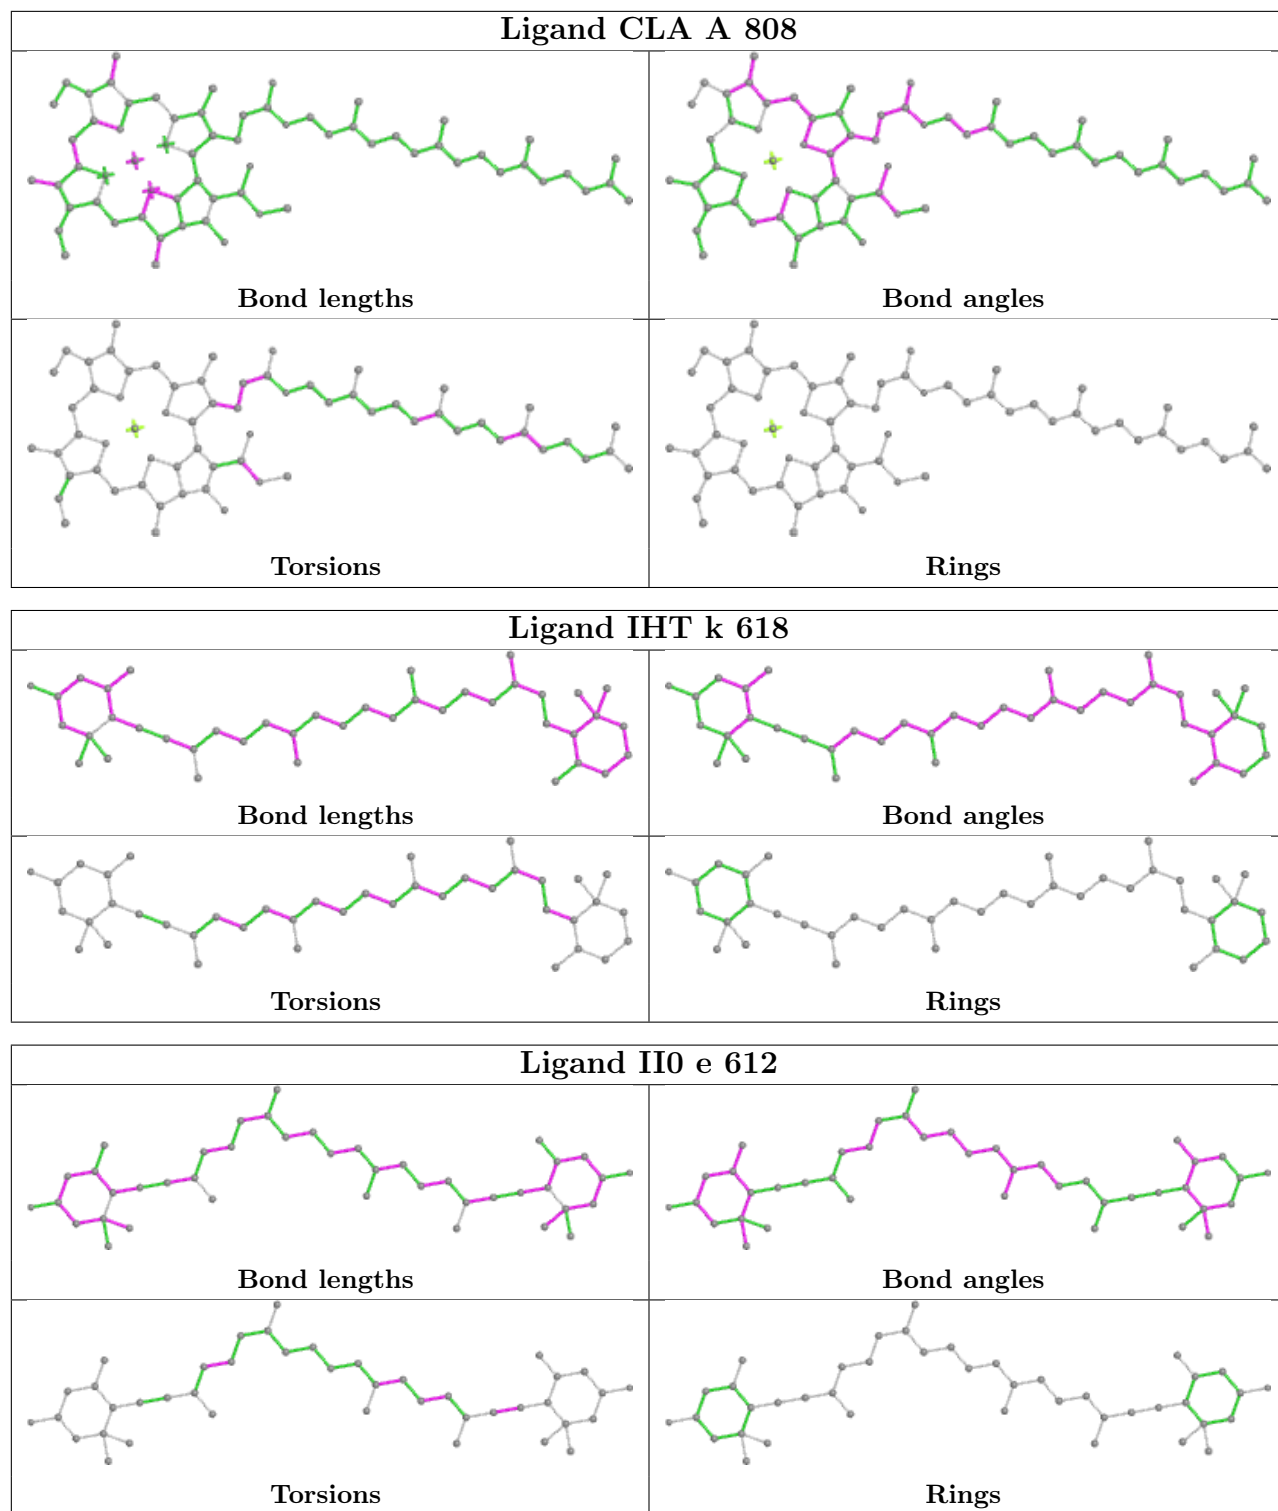 Ligand CLA A 808
Bond lengths
Bond angles
Torsions
Rings
Ligand IHT k 618
Bond lengths
Bond angles
Torsions
Rings
Ligand II0 e 612
Bond lengths
Bond angles
Torsions
Rings